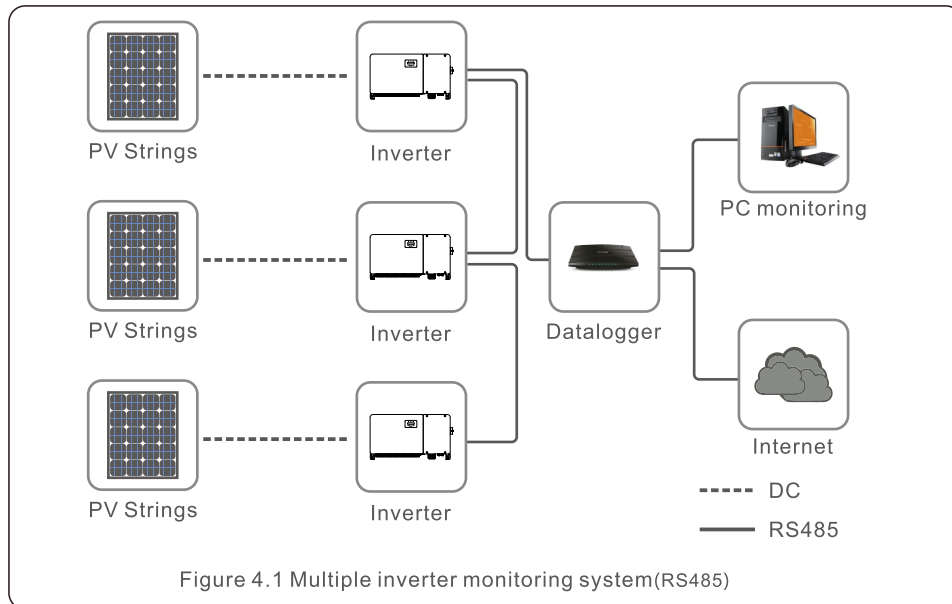 PV Strings
Inverter
PC monitoring
PV Strings
Inverter
Datalogger
Internet
PV Strings
Inverter
DC
RS485
Figure 4.1 Multiple inverter monitoring system(RS485)